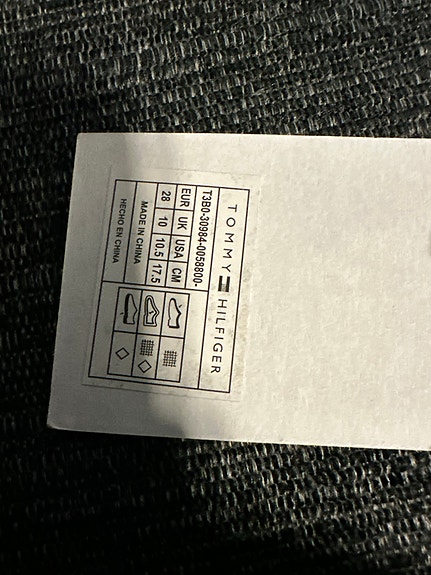 TOMMY HILFIGER
T3B0-30984-0058800-
EUR UK USA CM
28 10 10.5 17.5
MADE IN CHINA
HECHO EN CHINA